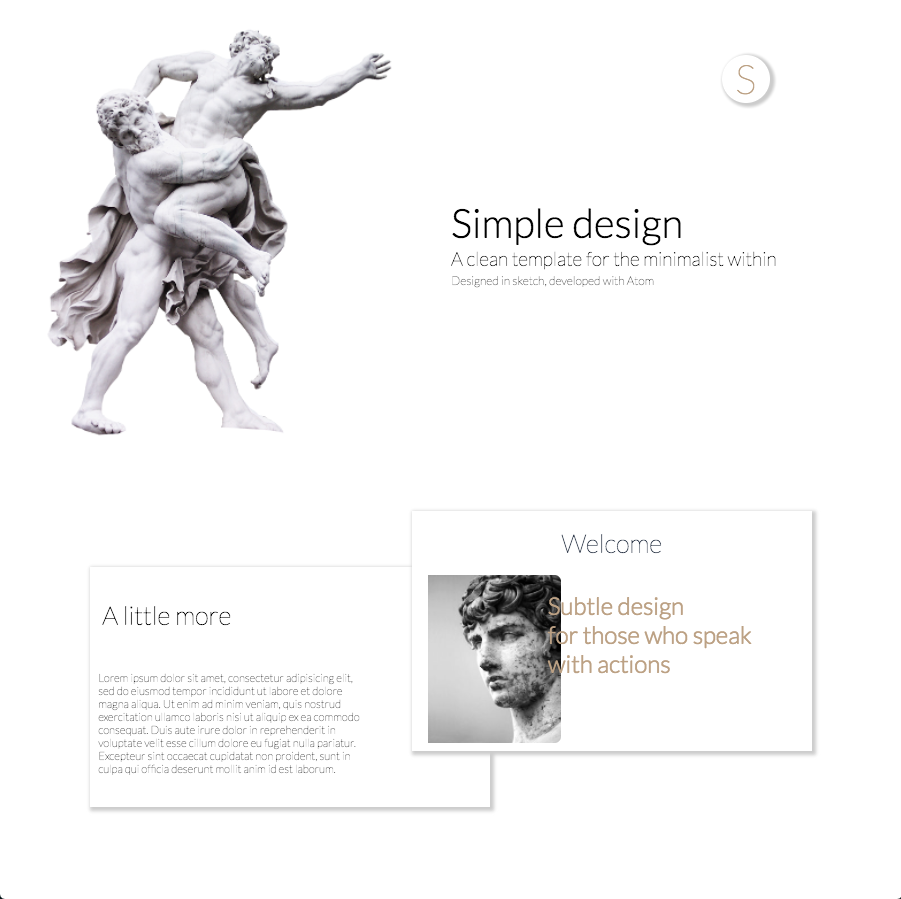 S
Simple design
A clean template for the minimalist within
Designed in sketch, developed with Atom
Welcome
Subtle design
for those who speak
with actions
A little more
Lorem ipsum dolor sit amet, consectetur adipisicing elit,
sed do eiusmod tempor incididunt ut labore et dolore
magna aliqua. Ut enim ad minim veniam, quis nostrud
exercitation ullamco laboris nisi ut aliquip ex ea commodo
consequat. Duis aute irure dolor in reprehenderit in
voluptate velit esse cillum dolore eu fugiat nulla pariatur.
Excepteur sint occaecat cupidatat non proident, sunt in
culpa qui officia deserunt mollit anim id est laborum.